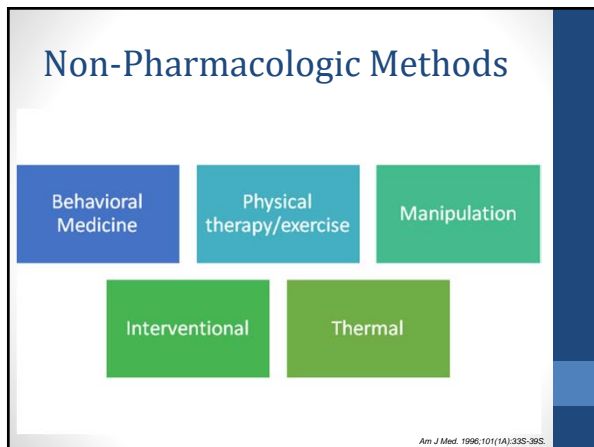 Non-Pharmacologic Methods
Behavioral
Medicine
Physical
therapy/exercise
Manipulation
Interventional
Thermal
Am J Med. 1996;101(1A):33S-39S.